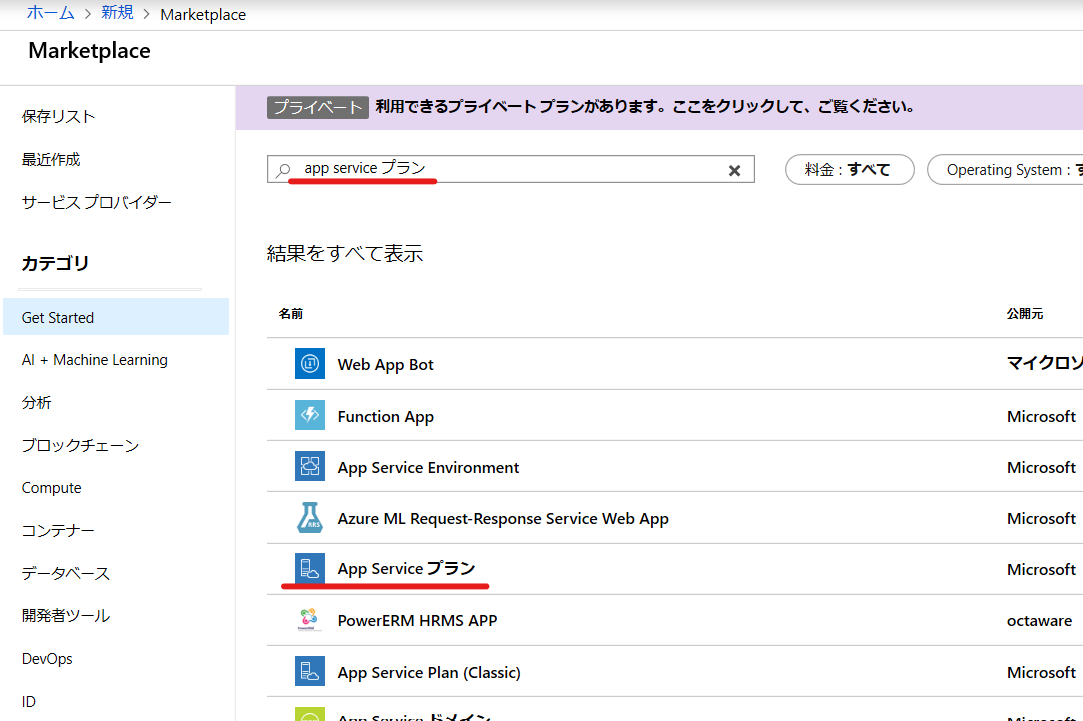 ホーム > 新規 > Marketplace
Marketplace
保存リスト
最近作成
サービス プロバイダー
カテゴリ
Get Started
AI + Machine Learning
分析
ブロックチェーン
Compute
コンテナー
データベース
開発者ツール
DevOps
ID
プライベート 利用できるプライベート プランがあります。ここをクリックして、ご覧ください。
app service プラン
料金 : すべて
Operating System :
結果をすべて表示
名前 公開元
Web App Bot マイクロソ
Function App Microsoft
App Service Environment Microsoft
Azure ML Request-Response Service Web App Microsoft
App Service プラン Microsoft
PowerERM HRMS APP octaware
App Service Plan (Classic) Microsoft
App Service ドメイン Microsoft